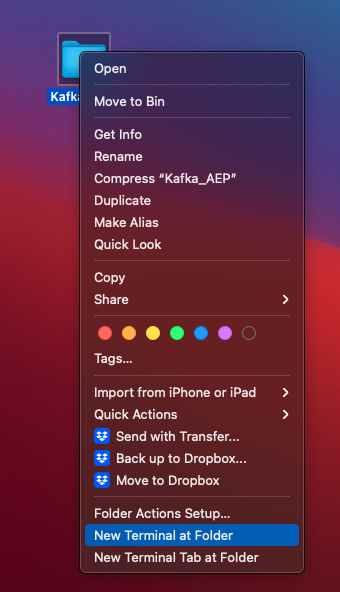 Kafka
Open
Move to Bin
Get Info
Rename
Compress “Kafka_AEP”
Duplicate
Make Alias
Quick Look
Copy
Share
Tags...
Import from iPhone or iPad
Quick Actions
Send with Transfer...
Back up to Dropbox...
Move to Dropbox
Folder Actions Setup...
New Terminal at Folder
New Terminal Tab at Folder